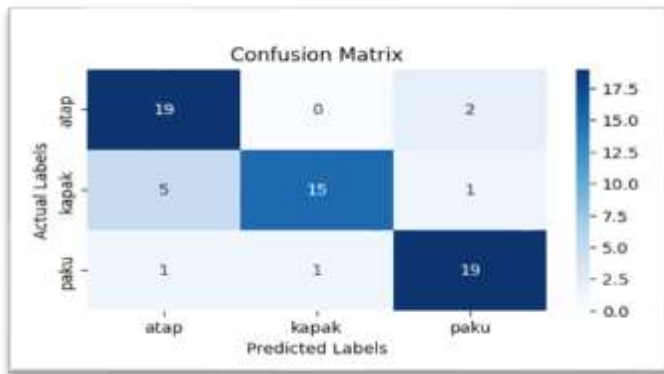 Confusion Matrix
Actual Labels
atap
19 0 2
kapak
5 15 1
paku
1 1 19
atap kapak paku
Predicted Labels
17.5
15.0
12.5
10.0
7.5
5.0
2.5
0.0